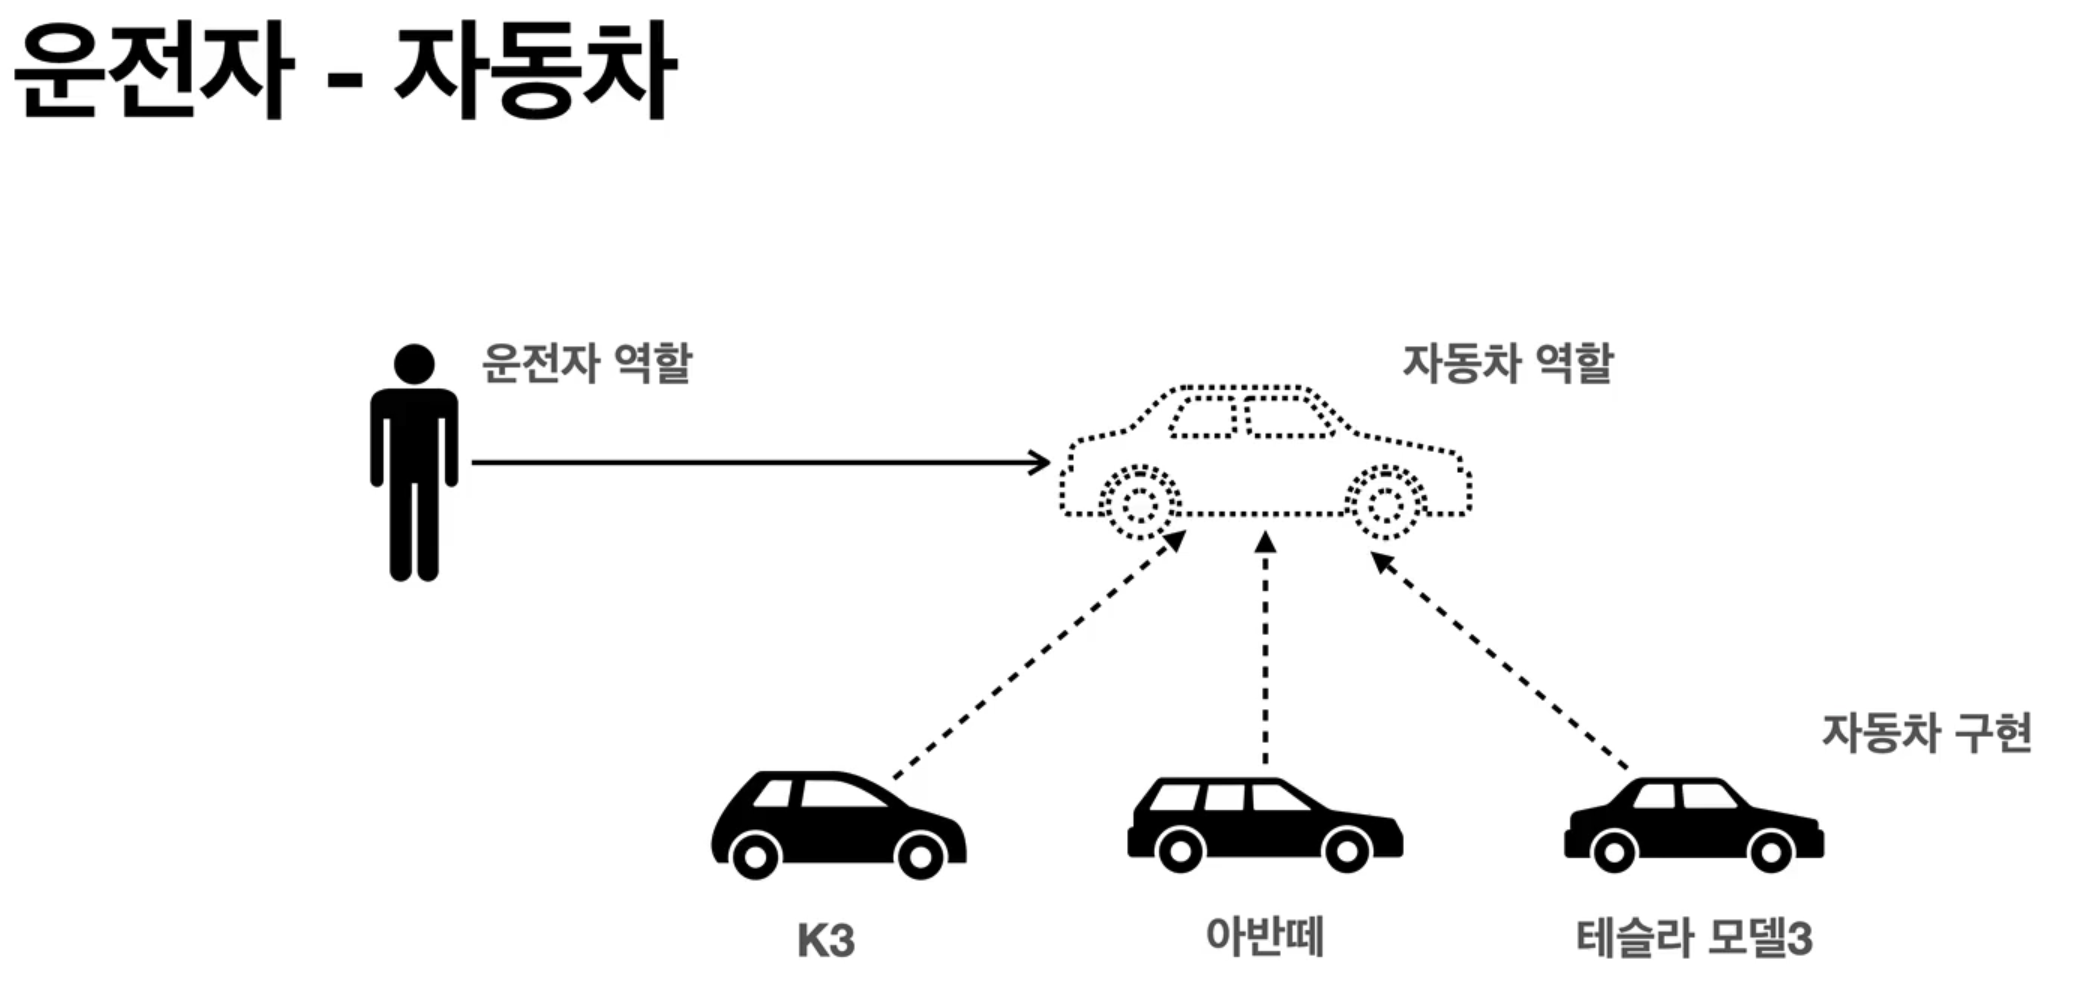 운전자 - 자동차
운전자 역할
자동차 역할
자동차 구현
K3
아반떼
테슬라 모델3